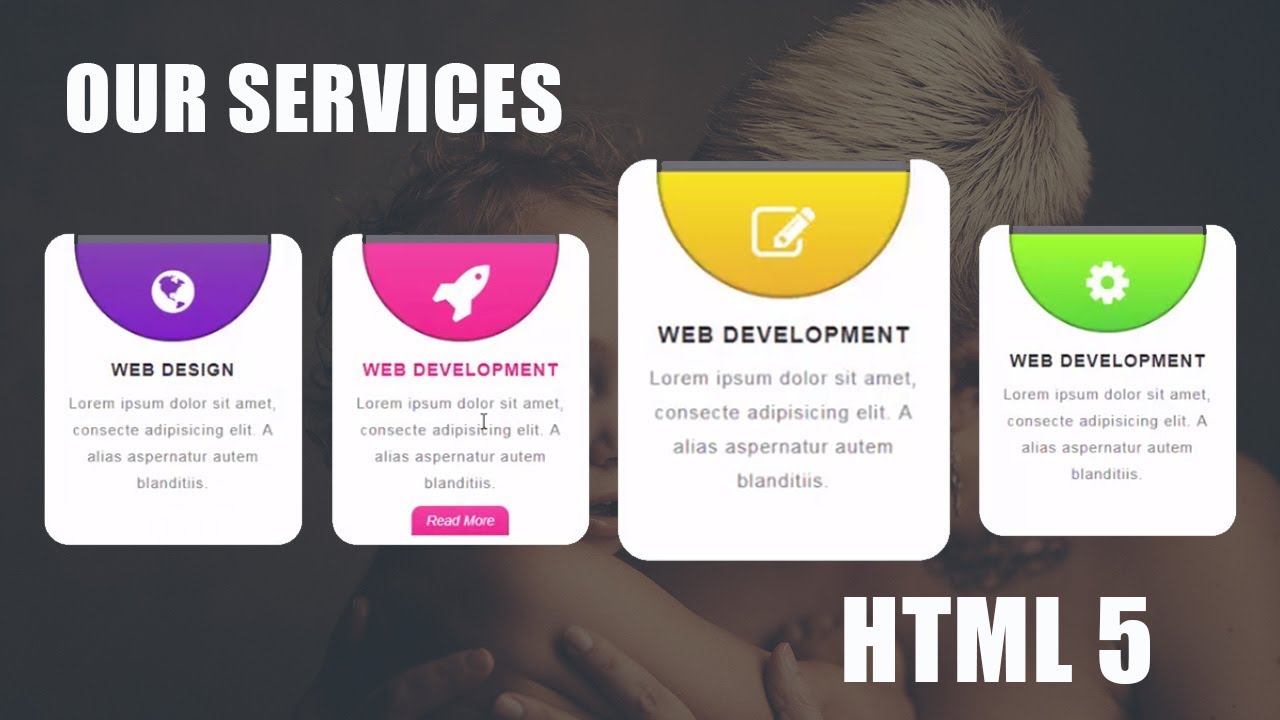 OUR SERVICES
WEB DESIGN
Lorem ipsum dolor sit amet,
consecte adipisicing elit. A
alias aspernatur autem
blanditiis.
WEB DEVELOPMENT
Lorem ipsum dolor sit amet,
consecte adipisicing elit. A
alias aspernatur autem
blanditiis.
Read More
WEB DEVELOPMENT
Lorem ipsum dolor sit amet,
consecte adipisicing elit. A
alias aspernatur autem
blanditiis.
WEB DEVELOPMENT
Lorem ipsum dolor sit amet,
consecte adipisicing elit. A
alias aspernatur autem
blanditiis.
HTML 5